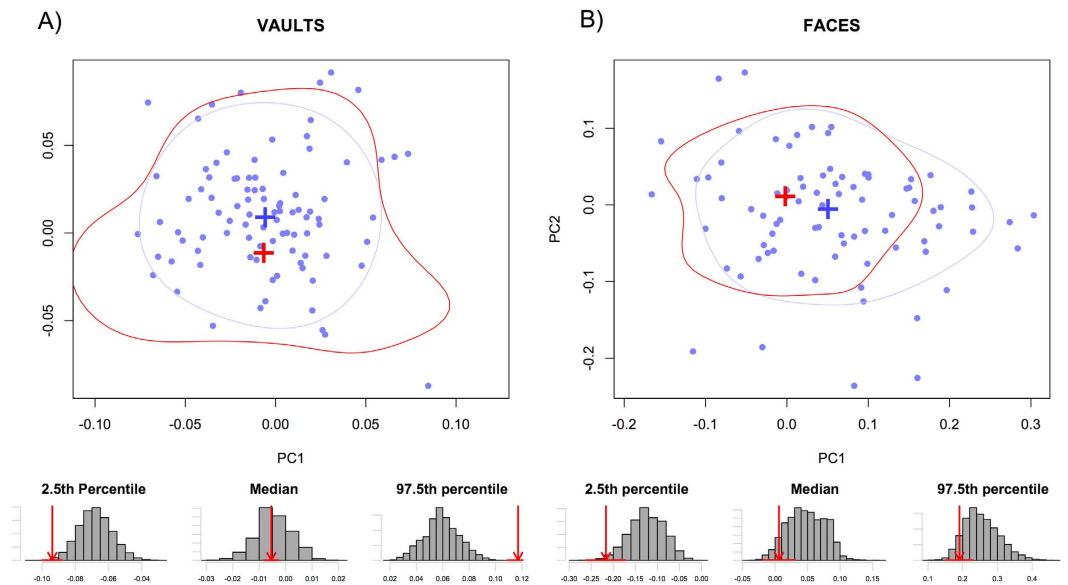 A)
VAULTS
0.05
0.00
-0.05
-0.10
-0.05
0.00
0.05
0.10
PC1
B)
FACES
PC2
0.1
0.0
-0.1
-0.2
-0.2
-0.1
0.0
0.1
0.2
0.3
PC1
2.5th Percentile
Median
97.5th percentile
2.5th percentile
Median
97.5th percentile
-0.10 -0.08 -0.06 -0.04
-0.03 -0.01 0.00 0.01 0.02
0.02 0.04 0.06 0.08 0.10 0.12
-0.30 -0.25 -0.20 -0.15 -0.10 -0.05 0.00
-0.05 0.00 0.05 0.10 0.15
0.1 0.2 0.3 0.4